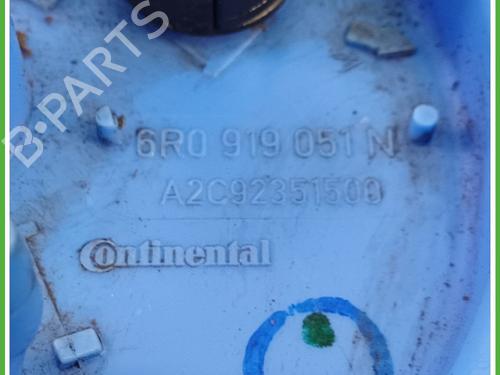 B-PARTS
6R0 919 051 N
A2C92351500
Continental